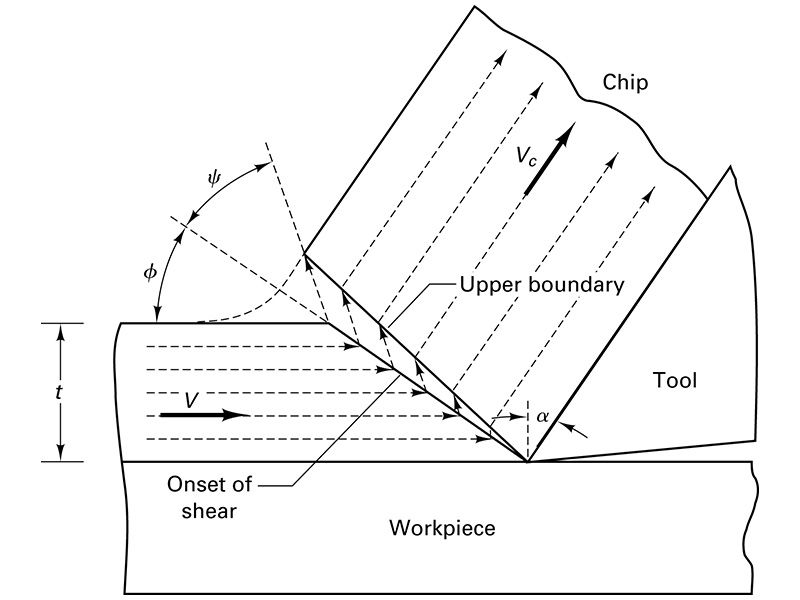 Chip
ψ
V_c
ϕ
Upper boundary
t
V
α
Tool
Onset of
shear
Workpiece